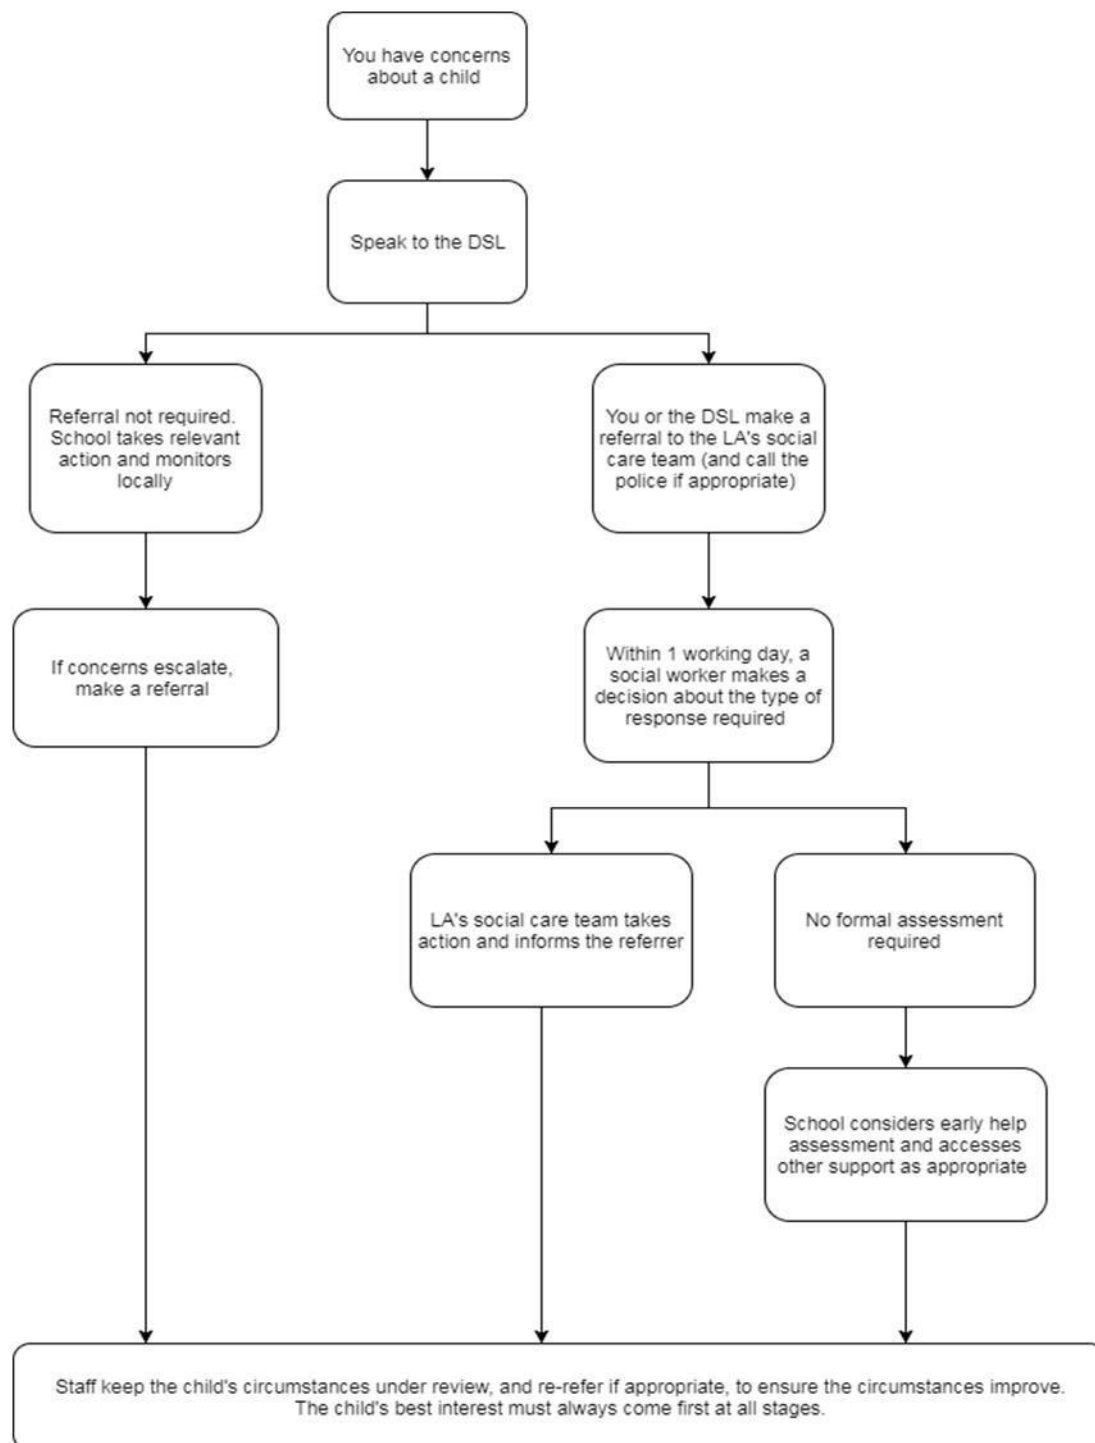 You have concerns
about a child
Speak to the DSL
Referral not required.
School takes relevant
action and monitors
locally
You or the DSL make a
referral to the LA's social
care team (and call the
police if appropriate)
If concerns escalate,
make a referral
Within 1 working day, a
social worker makes a
decision about the type of
response required
LA's social care team takes
action and informs the referrer
No formal assessment
required
School considers early help
assessment and accesses
other support as appropriate
Staff keep the child's circumstances under review, and re-refer if appropriate, to ensure the circumstances improve.
The child's best interest must always come first at all stages.